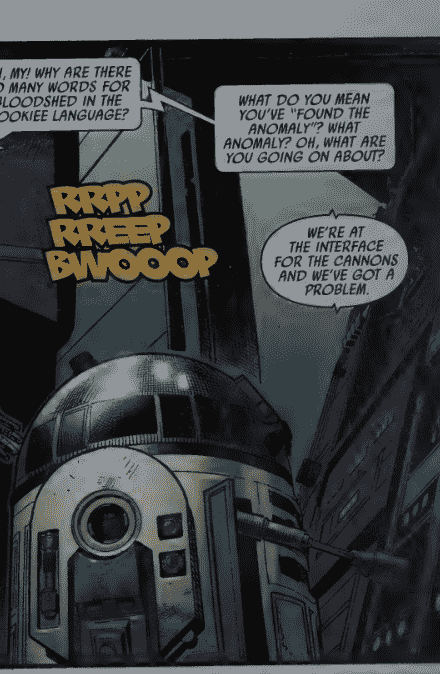 , MY! WHY ARE THERE
MANY WORDS FOR
BLOODSHED IN THE
OOKIEE LANGUAGE?
WHAT DO YOU MEAN
YOU'VE "FOUND THE
ANOMALY"? WHAT
ANOMALY? OH, WHAT ARE
YOU GOING ON ABOUT?
RRPP
RREEP
BWOOOP
WE'RE AT
THE INTERFACE
FOR THE CANNONS
AND WE'VE GOT A
PROBLEM.